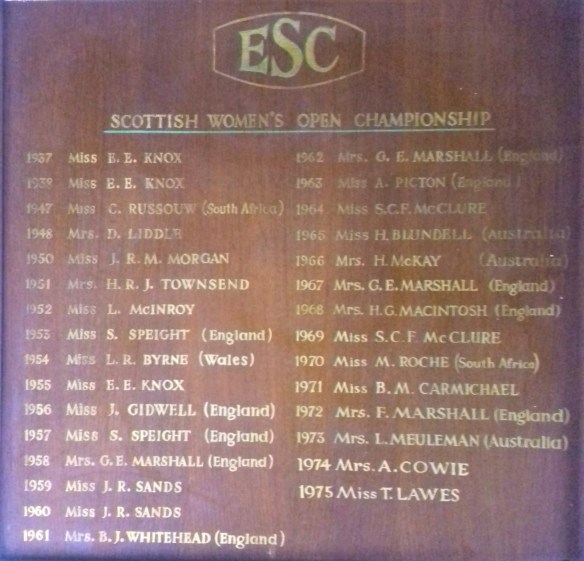 ESC
SCOTTISH WOMEN'S OPEN CHAMPIONSHIP
1937 Miss E. E. KNOX
1938 Miss E. E. KNOX
1947 Miss C. RUSSOUW (South Africa)
1948 Mrs. D. LIDDLE
1950 Miss J. R. M. MORGAN
1951 Mrs. H. R. J. TOWNSEND
1952 Miss L. McINROY
1953 Miss S. SPEIGHT (England)
1954 Miss L. R. BYRNE (Wales)
1955 Miss E. E. KNOX
1956 Miss J. GIDWELL (England)
1957 Miss S. SPEIGHT (England)
1958 Mrs. G. E. MARSHALL (England)
1959 Miss J. R. SANDS
1960 Miss J. R. SANDS
1961 Mrs. B. J. WHITEHEAD (England)
1962 Mrs. G. E. MARSHALL (England)
1963 Miss A. PICTON (England)
1964 Miss S.C.F. McCLURE
1965 Miss H. BLUNDELL (Australia)
1966 Mrs. H. McKAY (Australia)
1967 Mrs. G. E. MARSHALL (England)
1968 Mrs. H.G. MACINTOSH (England)
1969 Miss S. C. F. McCLURE
1970 Miss M. ROCHE (South Africa)
1971 Miss B. M. CARMICHAEL
1972 Mrs. F. MARSHALL (England)
1973 Mrs. L. MEULEMAN (Australia)
1974 Mrs. A. COWIE
1975 Miss T. LAWES